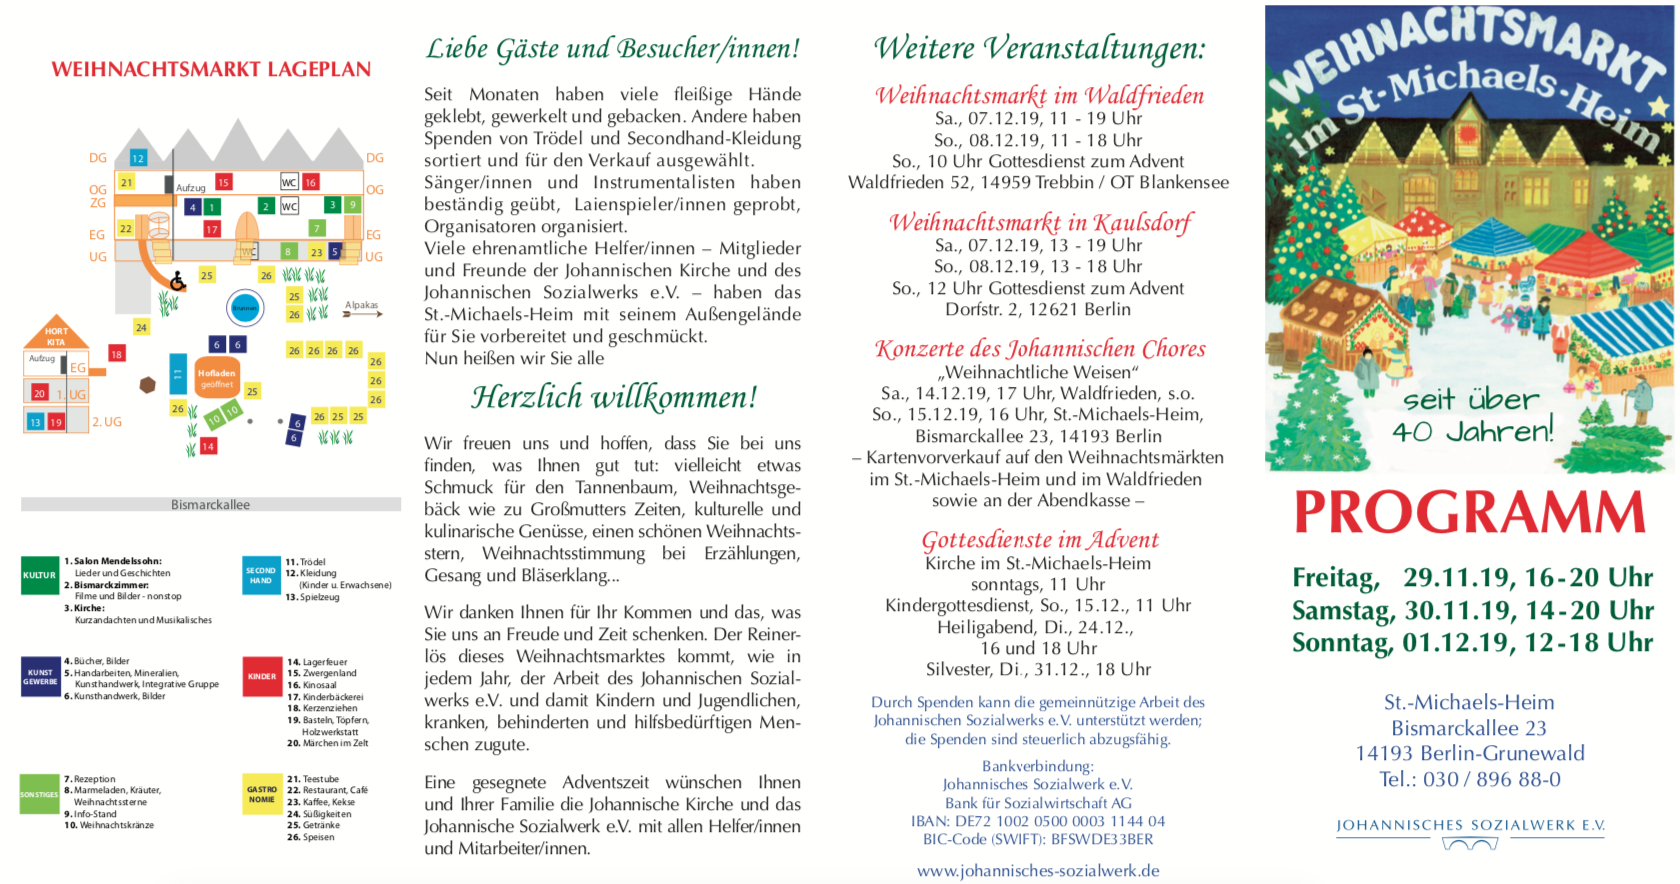 WEIHNACHTSMARKT LAGEPLAN
DG
12
DG
OG
21
Aufzug
15
WC
16
OG
ZG
4
1
2
WC
3
9
EG
22
17
7
EG
UG
WC
8
23
5
UG
25
26
25
26
Brunnen
Alpakas
24
HORT
KITA
Aufzug
EG
18
20
1. UG
13
19
2. UG
6
6
11
Hofladen
geöffnet
26
26
26
26
26
26
26
25
26
10
10
6
6
26
25
25
14
Bismarckallee
KULTUR
1. Salon Mendelssohn:
Lieder und Geschichten
2. Bismarckzimmer:
Filme und Bilder - nonstop
3. Kirche:
Kurzandachten und Musikalisches
SECOND
HAND
11. Trödel
12. Kleidung
(Kinder u. Erwachsene)
13. Spielzeug
KUNST
GEWERBE
4. Bücher, Bilder
5. Handarbeiten, Mineralien,
Kunsthandwerk, Integrative Gruppe
6. Kunsthandwerk, Bilder
KINDER
14. Lagerfeuer
15. Zwergenland
16. Kinosaal
17. Kinderbäckerei
18. Kerzenziehen
19. Basteln, Töpfern,
Holzwerkstatt
20. Märchen im Zelt
SONSTIGES
7. Rezeption
8. Marmeladen, Kräuter,
Weihnachtssterne
9. Info-Stand
10. Weihnachtskränze
GASTRO
NOMIE
21. Teestube
22. Restaurant, Café
23. Kaffee, Kekse
24. Süßigkeiten
25. Getränke
26. Speisen
Liebe Gäste und Besucher/innen!
Seit Monaten haben viele fleißige Hände
geklebt, gewerkelt und gebacken. Andere haben
Spenden von Trödel und Secondhand-Kleidung
sortiert und für den Verkauf ausgewählt.
Sänger/innen und Instrumentalisten haben
beständig geübt, Laienspieler/innen geprobt,
Organisatoren organisiert.
Viele ehrenamtliche Helfer/innen – Mitglieder
und Freunde der Johannischen Kirche und des
Johannischen Sozialwerks e.V. – haben das
St.-Michaels-Heim mit seinem Außengelände
für Sie vorbereitet und geschmückt.
Nun heißen wir Sie alle
Herzlich willkommen!
Wir freuen uns und hoffen, dass Sie bei uns
finden, was Ihnen gut tut: vielleicht etwas
Schmuck für den Tannenbaum, Weihnachtsge-
bäck wie zu Großmutters Zeiten, kulturelle und
kulinarische Genüsse, einen schönen Weihnachts-
stern, Weihnachtsstimmung bei Erzählungen,
Gesang und Bläserklang...
Wir danken Ihnen für Ihr Kommen und das, was
Sie uns an Freude und Zeit schenken. Der Reiner-
lös dieses Weihnachtsmarktes kommt, wie in
jedem Jahr, der Arbeit des Johannischen Sozial-
werks e.V. und damit Kindern und Jugendlichen,
kranken, behinderten und hilfsbedürftigen Men-
schen zugute.
Eine gesegnete Adventszeit wünschen Ihnen
und Ihrer Familie die Johannische Kirche und das
Johannische Sozialwerk e.V. mit allen Helfer/innen
und Mitarbeiter/innen.
Weitere Veranstaltungen:
Weihnachtsmarkt im Waldfrieden
Sa., 07.12.19, 11 - 19 Uhr
So., 08.12.19, 11 - 18 Uhr
So., 10 Uhr Gottesdienst zum Advent
Waldfrieden 52, 14959 Trebbin / OT Blankensee
Weihnachtsmarkt in Kaulsdorf
Sa., 07.12.19, 13 - 19 Uhr
So., 08.12.19, 13 - 18 Uhr
So., 12 Uhr Gottesdienst zum Advent
Dorfstr. 2, 12621 Berlin
Konzerte des Johannischen Chores
„Weihnachtliche Weisen“
Sa., 14.12.19, 17 Uhr, Waldfrieden, s.o.
So., 15.12.19, 16 Uhr, St.-Michaels-Heim,
Bismarckallee 23, 14193 Berlin
– Kartenvorverkauf auf den Weihnachtsmärkten
im St.-Michaels-Heim und im Waldfrieden
sowie an der Abendkasse –
Gottesdienste im Advent
Kirche im St.-Michaels-Heim
sonntags, 11 Uhr
Kindergottesdienst, So., 15.12., 11 Uhr
Heiligabend, Di., 24.12.,
16 und 18 Uhr
Silvester, Di., 31.12., 18 Uhr
Durch Spenden kann die gemeinnützige Arbeit des
Johannischen Sozialwerks e.V. unterstützt werden;
die Spenden sind steuerlich abzugsfähig.
Bankverbindung:
Johannisches Sozialwerk e.V.
Bank für Sozialwirtschaft AG
IBAN: DE72 1002 0500 0003 1144 04
BIC-Code (SWIFT): BFSWDE33BER
www.johannisches-sozialwerk.de
WEIHNACHTSMARKT
im St-Michaels-Heim
seit über
40 Jahren!
PROGRAMM
Freitag, 29.11.19, 16-20 Uhr
Samstag, 30.11.19, 14-20 Uhr
Sonntag, 01.12.19, 12-18 Uhr
St.-Michaels-Heim
Bismarckallee 23
14193 Berlin-Grunewald
Tel.: 030 / 896 88-0
JOHANNISCHES SOZIALWERK E.V.